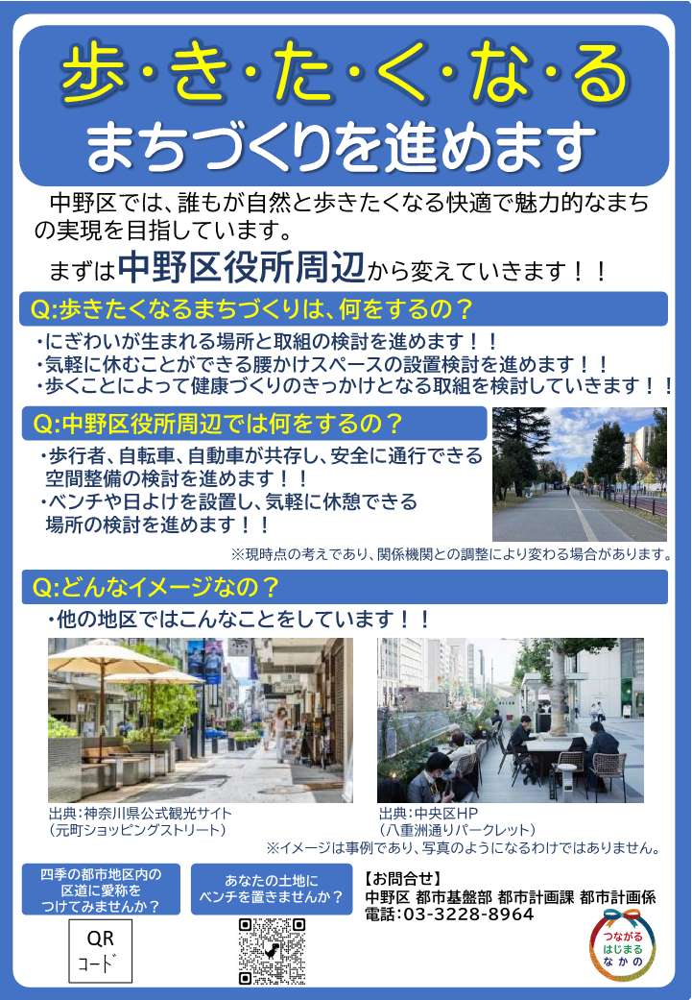 歩・き・た・く・な・る
まちづくりを進めます
中野区では、誰もが自然と歩きたくなる快適で魅力的なまち
の実現を目指しています。
まずは中野区役所周辺から変えていきます！！
Q:歩きたくなるまちづくりは、何をするの？
・にぎわいが生まれる場所と取組の検討を進めます！！
・気軽に休むことができる腰かけスペースの設置検討を進めます！！
・歩くことによって健康づくりのきっかけとなる取組を検討していきます！！
Q:中野区役所周辺では何をするの？
・歩行者、自転車、自動車が共存し、安全に通行できる
空間整備の検討を進めます！！
・ベンチや日よけを設置し、気軽に休憩できる
場所の検討を進めます！！
※現時点の考えであり、関係機関との調整により変わる場合があります。
Q:どんなイメージなの？
・他の地区ではこんなことをしています！！
出典：神奈川県公式観光サイト
（元町ショッピングストリート）
出典：中央区HP
（八重洲通りパークレット）
※イメージは事例であり、写真のようになるわけではありません。
四季の都市地区内の
区道に愛称を
つけてみませんか？
QR
ｺｰﾄﾞ
あなたの土地に
ベンチを置きませんか？
【お問合せ】
中野区 都市基盤部 都市計画課 都市計画係
電話：03-3228-8964
つながる
はじまる
なかの